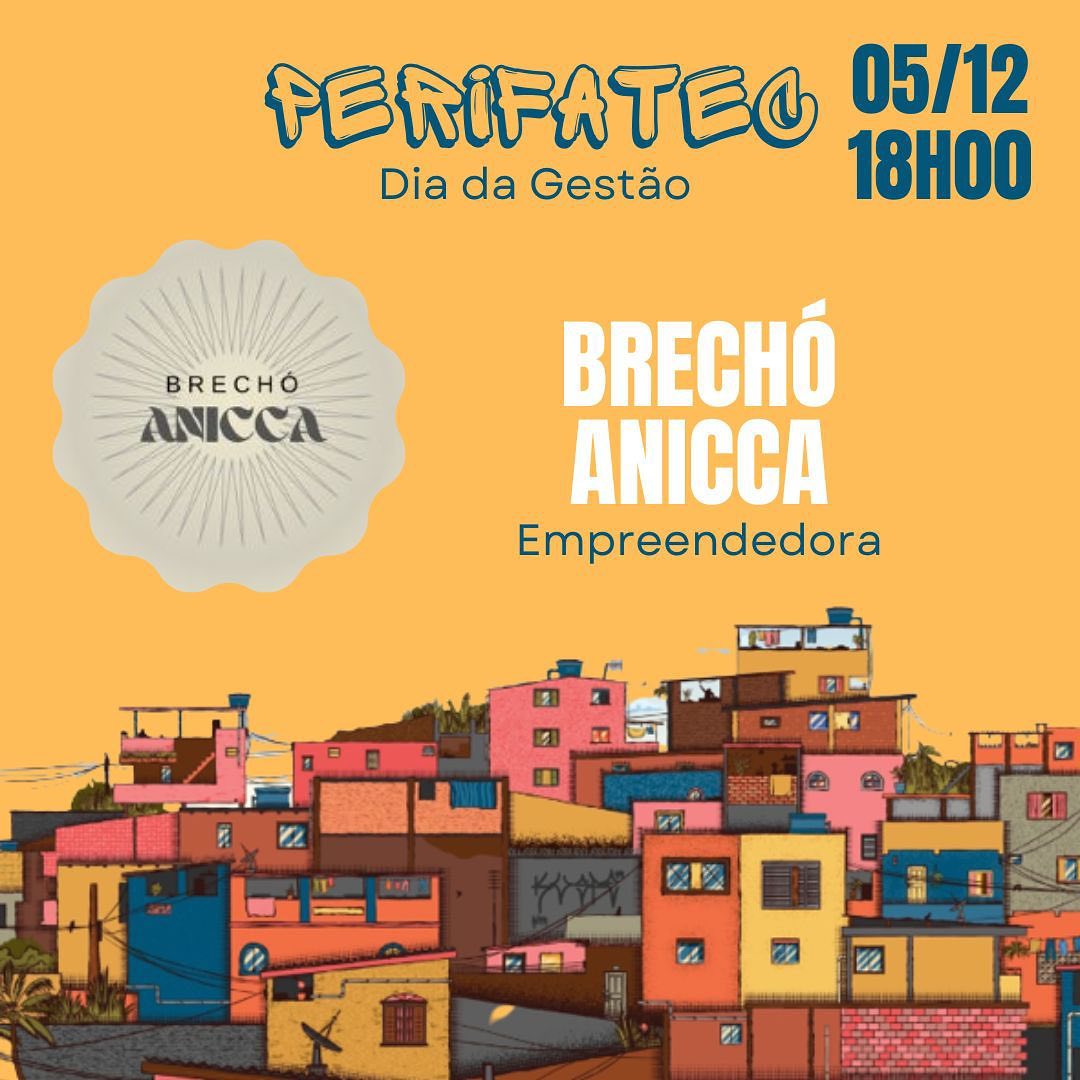 PERIFATEC
Dia da Gestão
05/12
18H00
BRECHÓ
ANICCA
BRECHÓ
ANICCA
Empreendedora